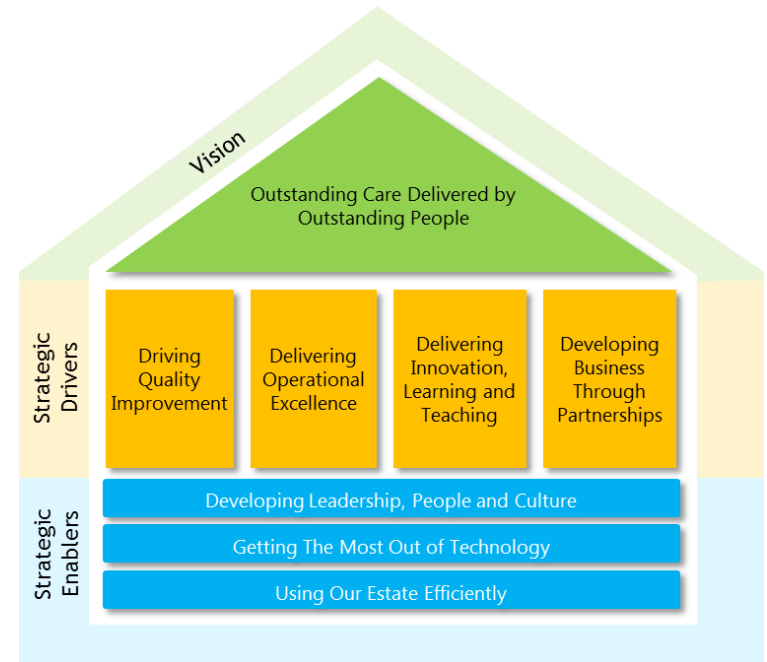 Vision
Outstanding Care Delivered by
Outstanding People
Strategic
Drivers
Driving
Quality
Improvement
Delivering
Operational
Excellence
Delivering
Innovation,
Learning and
Teaching
Developing
Business
Through
Partnerships
Strategic
Enablers
Developing Leadership, People and Culture
Getting The Most Out of Technology
Using Our Estate Efficiently